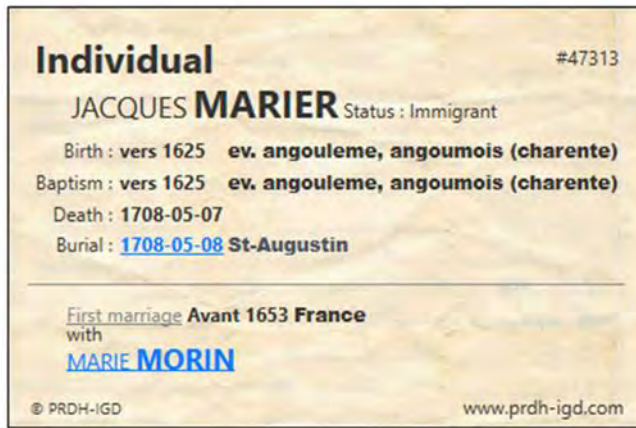 Individual #47313
JACQUES MARIER Status : Immigrant
Birth : vers 1625 ev. angouleme, angoumois (charente)
Baptism : vers 1625 ev. angouleme, angoumois (charente)
Death : 1708-05-07
Burial : 1708-05-08 St-Augustin
First marriage Avant 1653 France
with
MARIE MORIN
© PRDH-IGD www.prdh-igd.com